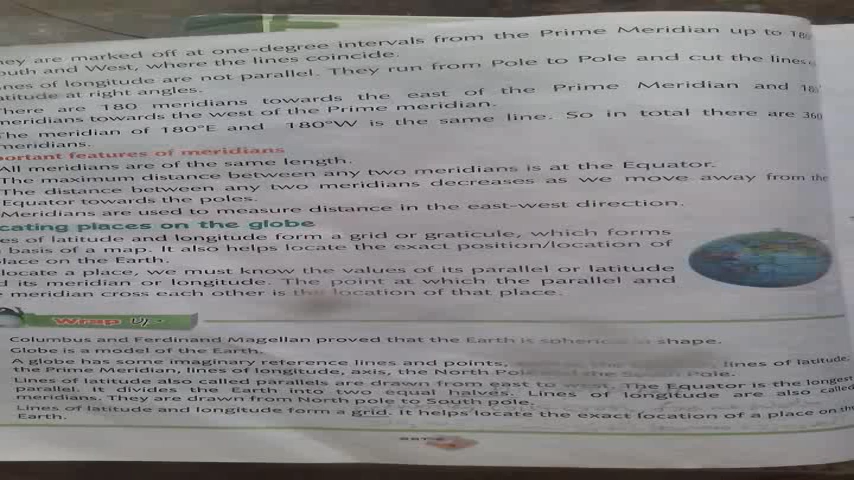 hey are marked off at one-degree intervals from the Prime Meridian up to 180
outh and West, where the lines coincide.
nes of longitude are not parallel. They run from Pole to Pole and cut the lines
atitude at right angles.
There are 180 meridians towards the east of the Prime Meridian and 180
meridians towards the west of the Prime meridian.
The meridian of 180°E and 180°W is the same line. So in total there are 360
meridians.
portant features of meridians
All meridians are of the same length.
The maximum distance between any two meridians is at the Equator.
The distance between any two meridians decreases as we move away from the
Equator towards the poles.
Meridians are used to measure distance in the east-west direction.
cating places on the globe
es of latitude and longitude form a grid or graticule, which forms
basis of a map. It also helps locate the exact position/location of
place on the Earth.
locate a place, we must know the values of its parallel or latitude
d its meridian or longitude. The point at which the parallel and
meridian cross each other is the location of that place.
Wrap up
Columbus and Ferdinand Magellan proved that the Earth is spherical in shape.
Globe is a model of the Earth.
A globe has some imaginary reference lines and points, lines of latitude,
the Prime Meridian, lines of longitude, axis, the North Pole and the South Pole.
Lines of latitude also called parallels are drawn from east to west. The Equator is the longest
parallel. It divides the Earth into two equal halves. Lines of longitude are also called
meridians. They are drawn from North pole to South pole.
Lines of latitude and longitude form a grid. It helps locate the exact location of a place on the
Earth.